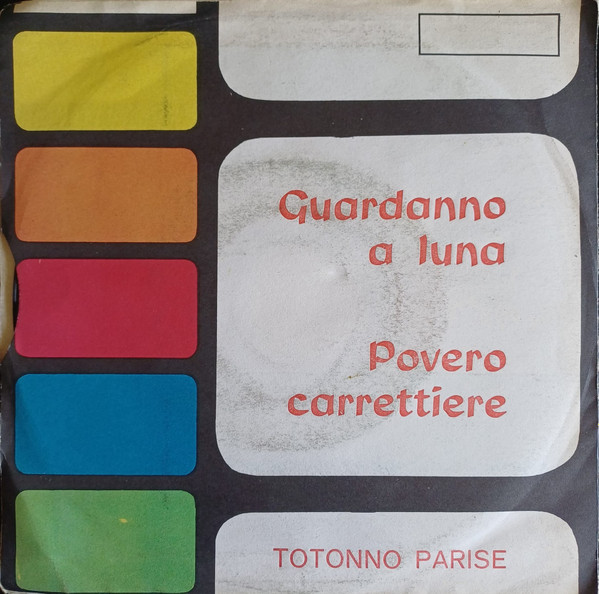 Guardanno
a luna
Povero
carrettiere
TOTONNO PARISE